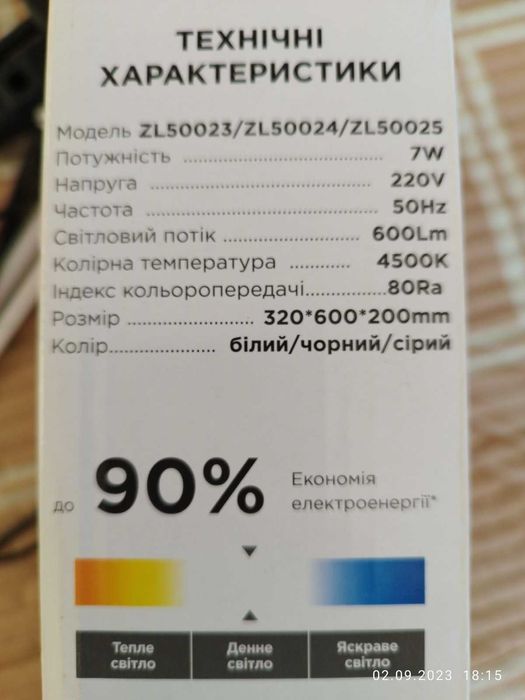 ТЕХНІЧНІ
ХАРАКТЕРИСТИКИ
Модель ZL50023/ZL50024/ZL50025
Потужність ........................................ 7W
Напруга ........................................ 220V
Частота ........................................ 50Hz
Світловий потік ........................ 600Lm
Колірна температура ........... 4500K
Індекс кольоропередачі.............80Ra
Розмір ........................ 320*600*200mm
Колір.................... білий/чорний/сірий
до 90% Економія
електроенергії*
Тепле світло
Денне світло
Яскраве світло
02.09.2023 18:15